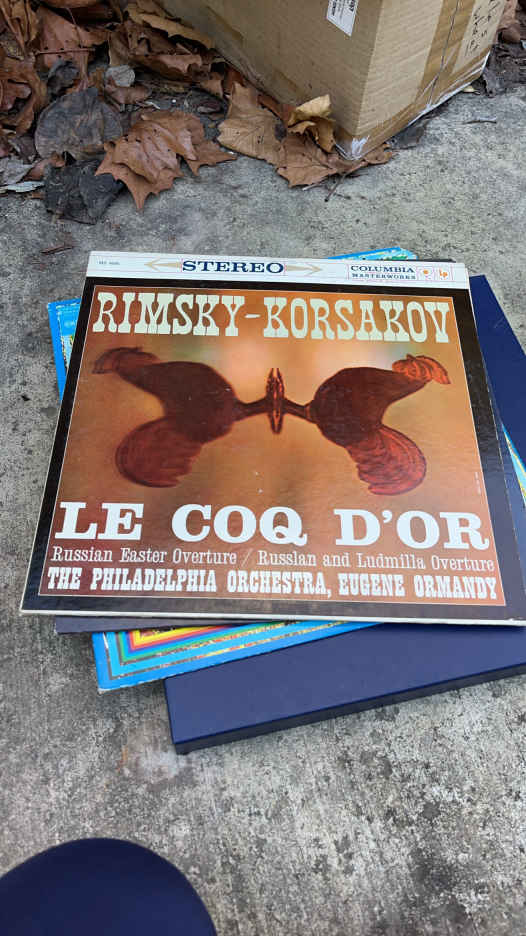 STEREO
COLUMBIA
MASTERWORKS
RIMSKY-KORSAKOV
LE COQ D'OR
Russian Easter Overture / Russlan and Ludmilla Overture
THE PHILADELPHIA ORCHESTRA, EUGENE ORMANDY